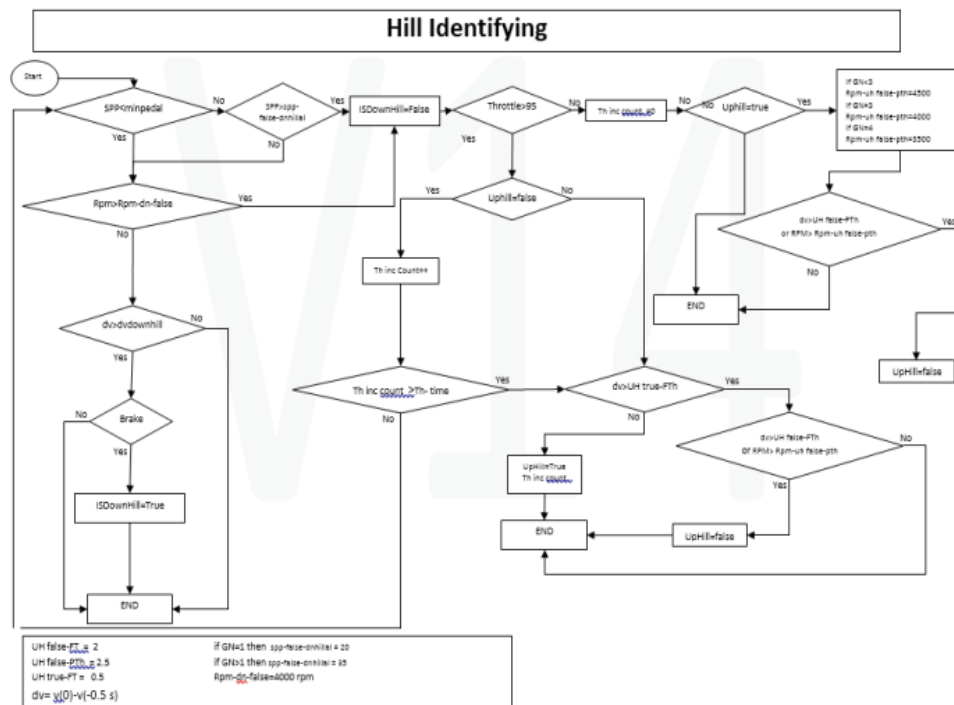 Hill Identifying
Start
SPP<minpedal
No
SPP>spp-
false-dnhilial
Yes
ISDownHill=False
Throttle>95
No
Th inc count =0
No
No
Uphill=true
Yes
If GN<3
Rpm-uh false-pth=4500
If GN=3
Rpm-uh false-pth=4000
If GN=4
Rpm-uh false-pth=3500
Yes
No
Yes
Rpm>Rpm-dn-false
Yes
Yes
Uphill=false
No
dv>UH false-PTh
or RPM> Rpm-uh false-pth
Yes
No
Th inc Count++
No
END
dv>dvdownhill
No
Yes
UpHill=false
Th inc count >Th- time
Yes
dv>UH true-FTh
Yes
No
Brake
No
No
dv>UH false-FTh
OR RPM> Rpm-uh false-pth
No
Yes
UpHill=True
Th inc count
Yes
ISDownHill=True
END
UpHill=false
END
UH false-FT = 2
if GN=1 then spp-false-dnhilial = 20
UH false-PTh = 2.5
if GN>1 then spp-false-dnhilial = 35
UH true-FT = 0.5
Rpm-dn-false=4000 rpm
dv= v(0)-v(-0.5 s)
V14